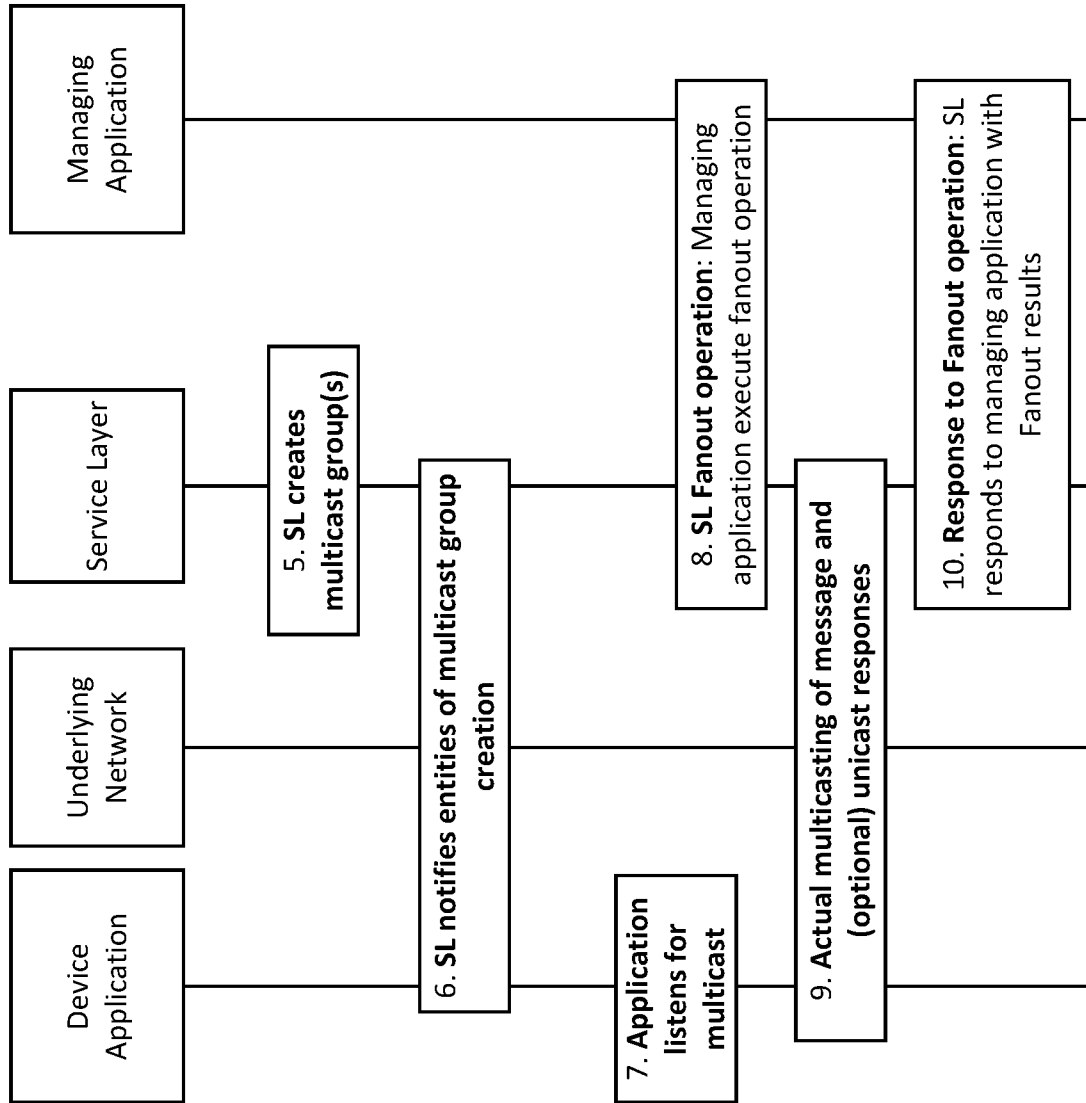 Device
Application
Underlying
Network
Service Layer
Managing
Application
5. SL creates
multicast group(s)
6. SL notifies entities of multicast group
creation
7. Application
listens for
multicast
8. SL Fanout operation: Managing
application execute fanout operation
9. Actual multicasting of message and
(optional) unicast responses
10. Response to Fanout operation: SL
responds to managing application with
Fanout results